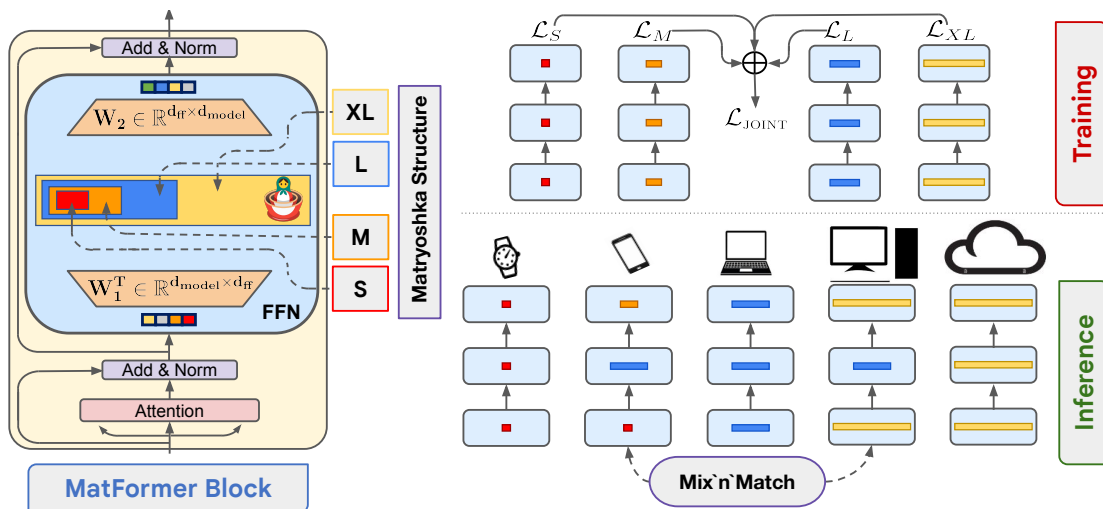 Add & Norm
W₂ ∈ ℝ^{d_ff×d_model}
W₁ᵀ ∈ ℝ^{d_model×d_ff}
FFN
Add & Norm
Attention
MatFormer Block
XL
L
M
S
Matryoshka Structure
ℒ_S
ℒ_M
ℒ_L
ℒ_XL
ℒ_JOINT
Training
Inference
Mix`n`Match